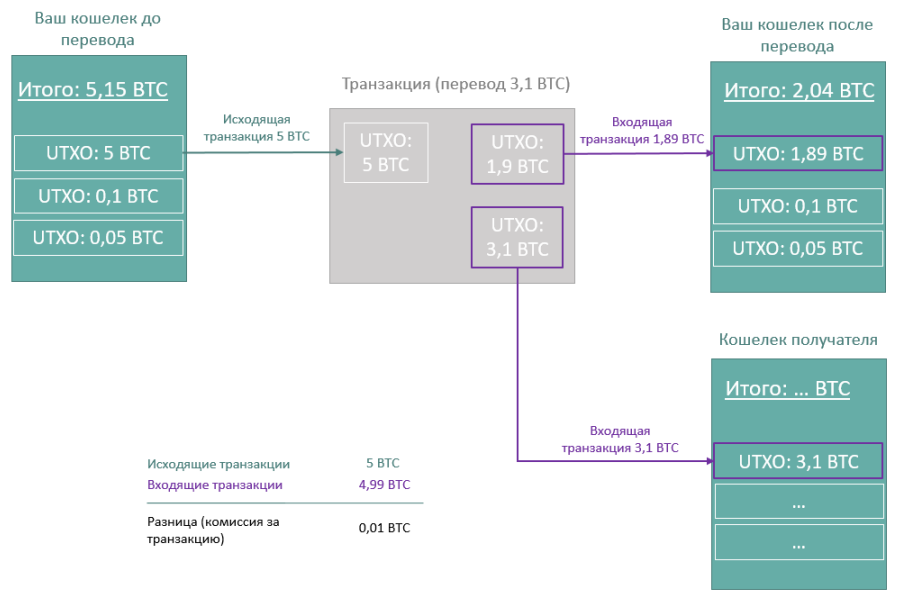 Ваш кошелек до
перевода
Итого: 5,15 BTC
UTXO: 5 BTC
UTXO: 0,1 BTC
UTXO: 0,05 BTC
Исходящая
транзакция 5 BTC
Транзакция (перевод 3,1 BTC)
UTXO:
5 BTC
UTXO:
1,9 BTC
UTXO:
3,1 BTC
Входящая
транзакция 1,89 BTC
Ваш кошелек после
перевода
Итого: 2,04 BTC
UTXO: 1,89 BTC
UTXO: 0,1 BTC
UTXO: 0,05 BTC
Входящая
транзакция 3,1 BTC
Кошелек получателя
Итого: ... BTC
UTXO: 3,1 BTC
...
...
Исходящие транзакции 5 BTC
Входящие транзакции 4,99 BTC
Разница (комиссия за
транзакцию) 0,01 BTC